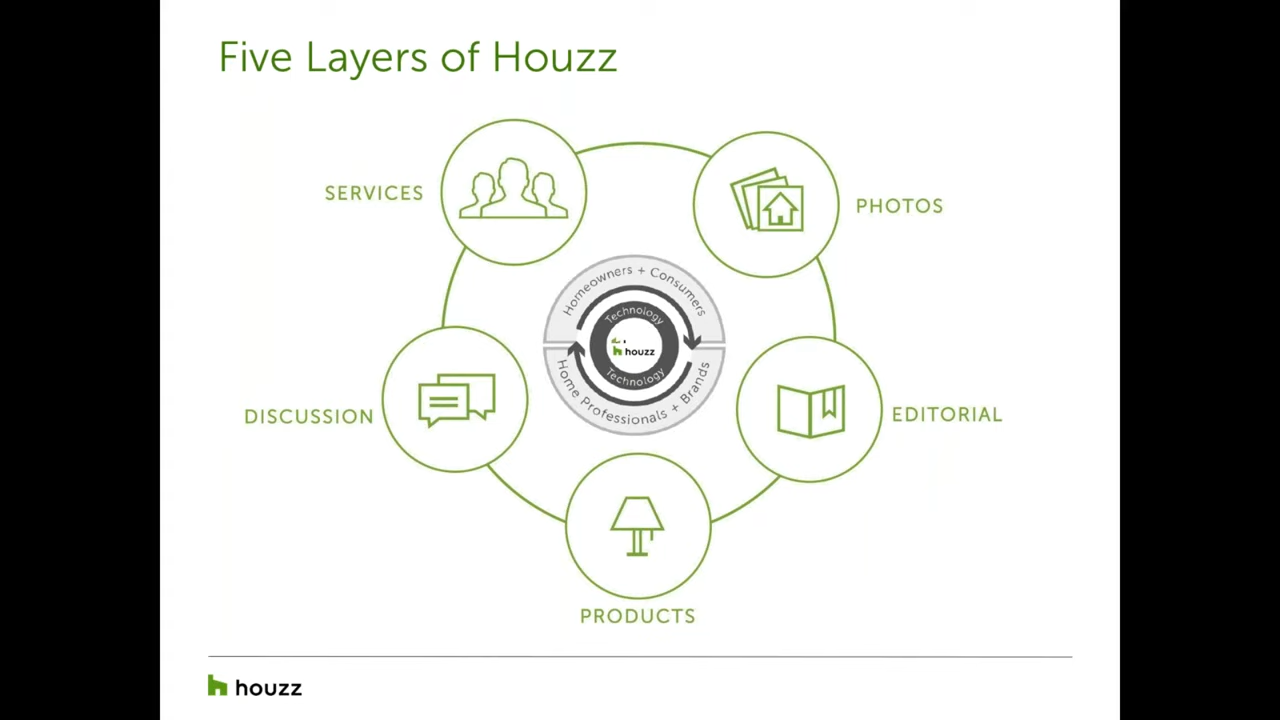 Five Layers of Houzz
SERVICES
PHOTOS
Homeowners + Consumers
Technology
houzz
Technology
Home Professionals + Brands
DISCUSSION
EDITORIAL
PRODUCTS
houzz